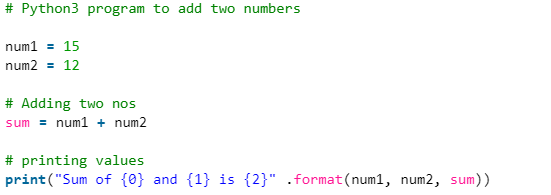 # Python3 program to add two numbers
num1 = 15
num2 = 12
# Adding two nos
sum = num1 + num2
# printing values
print("Sum of {0} and {1} is {2}" .format(num1, num2, sum))